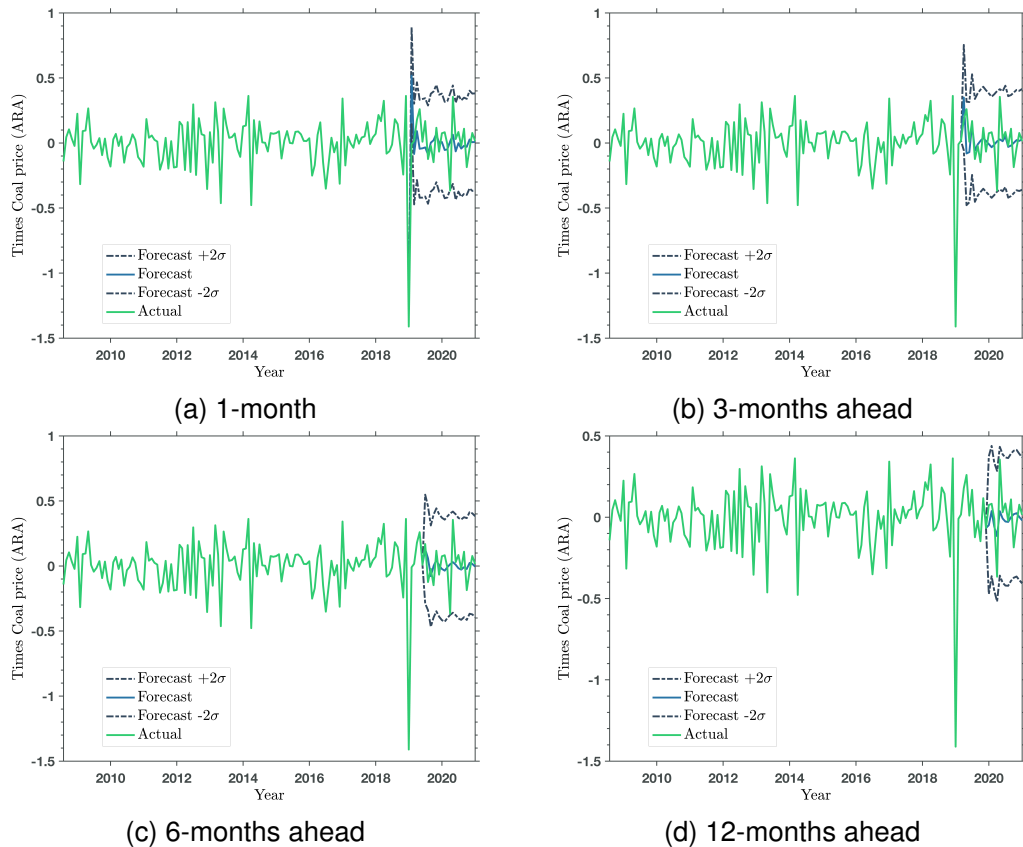 1
0.5
0
-0.5
-1
-1.5
Times Coal price (ARA)
Forecast +2σ
Forecast
Forecast -2σ
Actual
2010 2012 2014 2016 2018 2020
Year
(a) 1-month
1
0.5
0
-0.5
-1
-1.5
Times Coal price (ARA)
Forecast +2σ
Forecast
Forecast -2σ
Actual
2010 2012 2014 2016 2018 2020
Year
(b) 3-months ahead
1
0.5
0
-0.5
-1
-1.5
Times Coal price (ARA)
Forecast +2σ
Forecast
Forecast -2σ
Actual
2010 2012 2014 2016 2018 2020
Year
(c) 6-months ahead
0.5
0
-0.5
-1
-1.5
Times Coal price (ARA)
Forecast +2σ
Forecast
Forecast -2σ
Actual
2010 2012 2014 2016 2018 2020
Year
(d) 12-months ahead